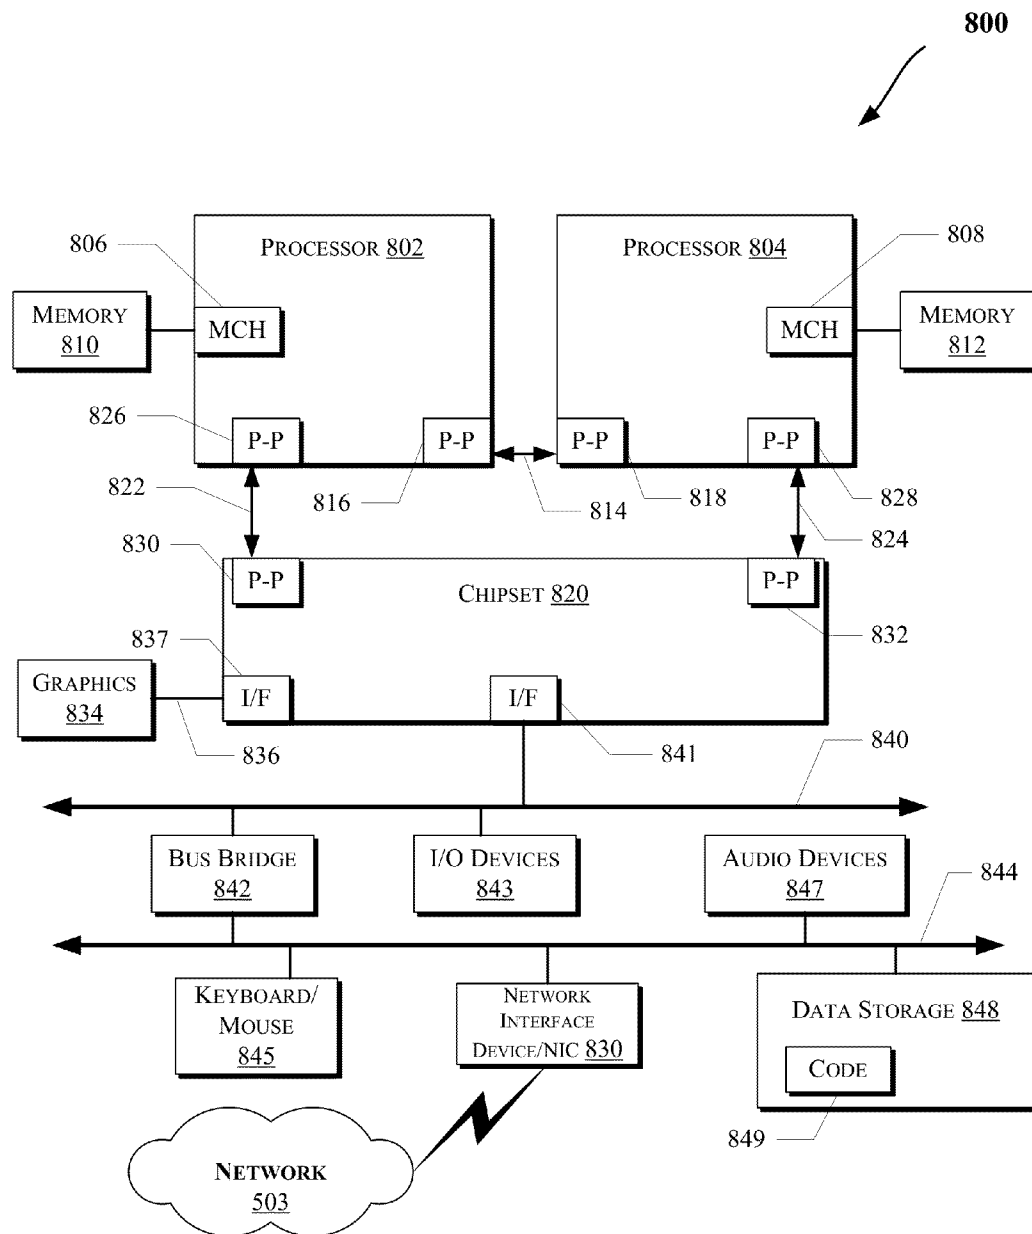 800
806
PROCESSOR 802
PROCESSOR 804
808
MEMORY
810
MCH
MCH
MEMORY
812
826
P-P
P-P
P-P
P-P
822
816
814
818
828
824
830
P-P
CHIPSET 820
P-P
832
837
GRAPHICS
834
I/F
I/F
836
841
840
BUS BRIDGE
842
I/O DEVICES
843
AUDIO DEVICES
847
844
KEYBOARD/
MOUSE
845
NETWORK
INTERFACE
DEVICE/NIC 830
DATA STORAGE 848
CODE
849
NETWORK
503